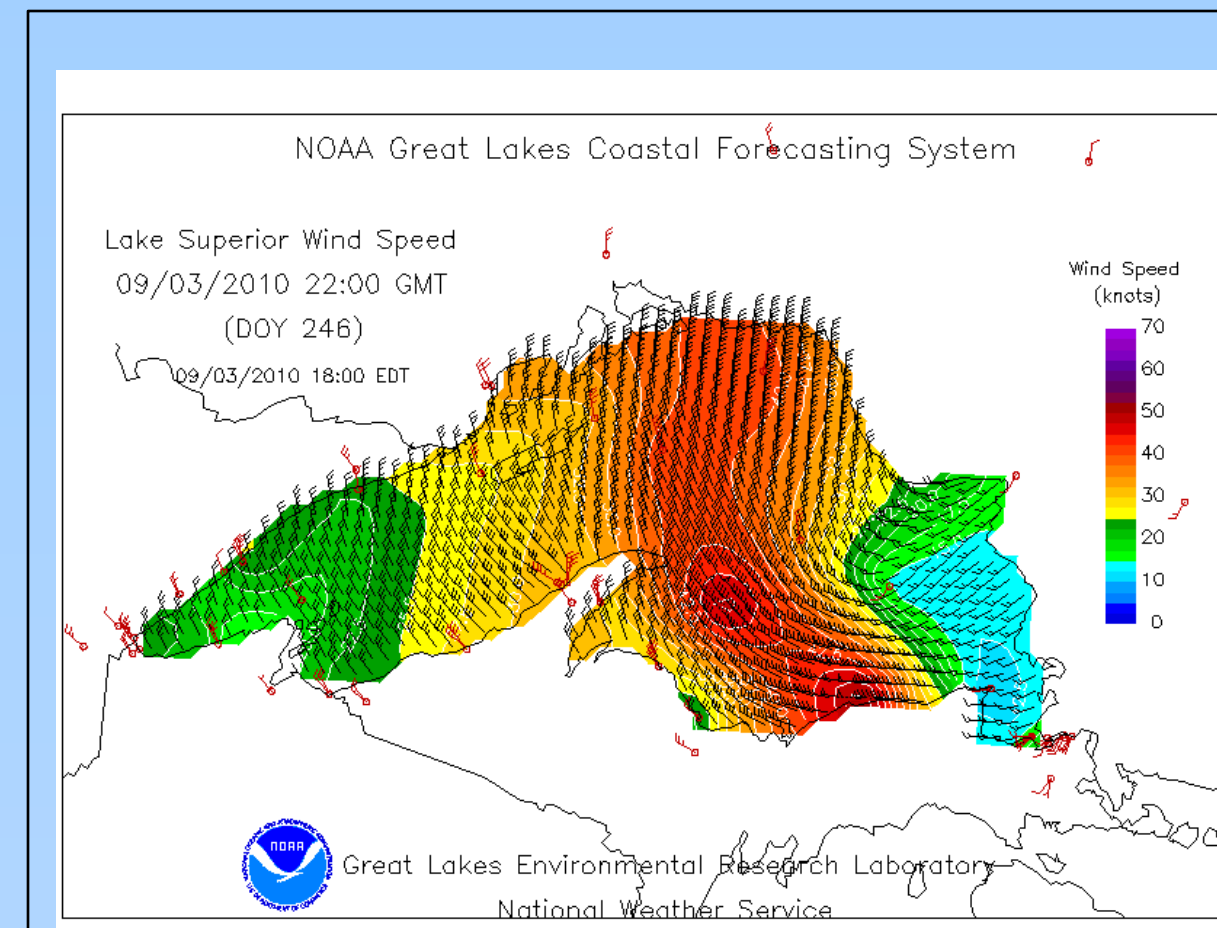 NOAA Great Lakes Coastal Forecasting System
Lake Superior Wind Speed
09/03/2010 22:00 GMT
(DOY 246)
09/03/2010 18:00 EDT
Wind Speed
(knots)
70
60
50
40
30
20
10
0
NOAA
Great Lakes Environmental Research Laboratory
National Weather Service